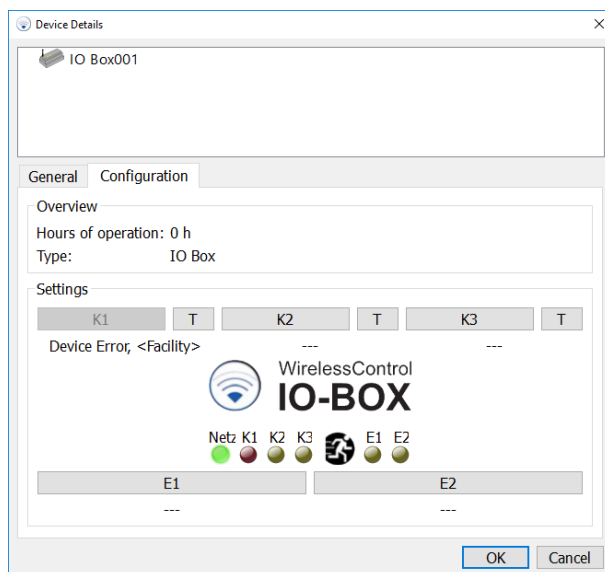 Device Details
IO Box001
General Configuration
Overview
Hours of operation: 0 h
Type: IO Box
Settings
K1 T K2 T K3 T
Device Error, <Facility> --- ---
WirelessControl
IO-BOX
Netz K1 K2 K3 E1 E2
E1 E2
--- ---
OK Cancel